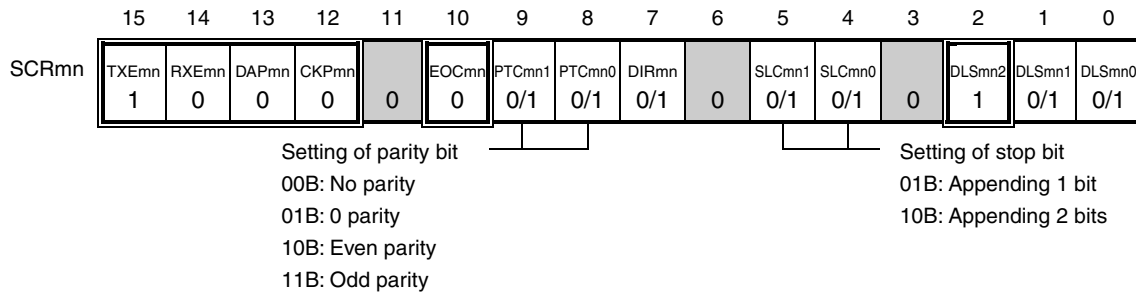 15 14 13 12 11 10 9 8 7 6 5 4 3 2 1 0
SCRmn TXEmn RXEmn DAPmn CKPmn EOCmn PTCmn1 PTCmn0 DIRmn SLCmn1 SLCmn0 DLSmn2 DLSmn1 DLSmn0
1 0 0 0 0 0 0/1 0/1 0/1 0 0/1 0/1 0 1 0/1 0/1
Setting of parity bit
00B: No parity
01B: 0 parity
10B: Even parity
11B: Odd parity
Setting of stop bit
01B: Appending 1 bit
10B: Appending 2 bits